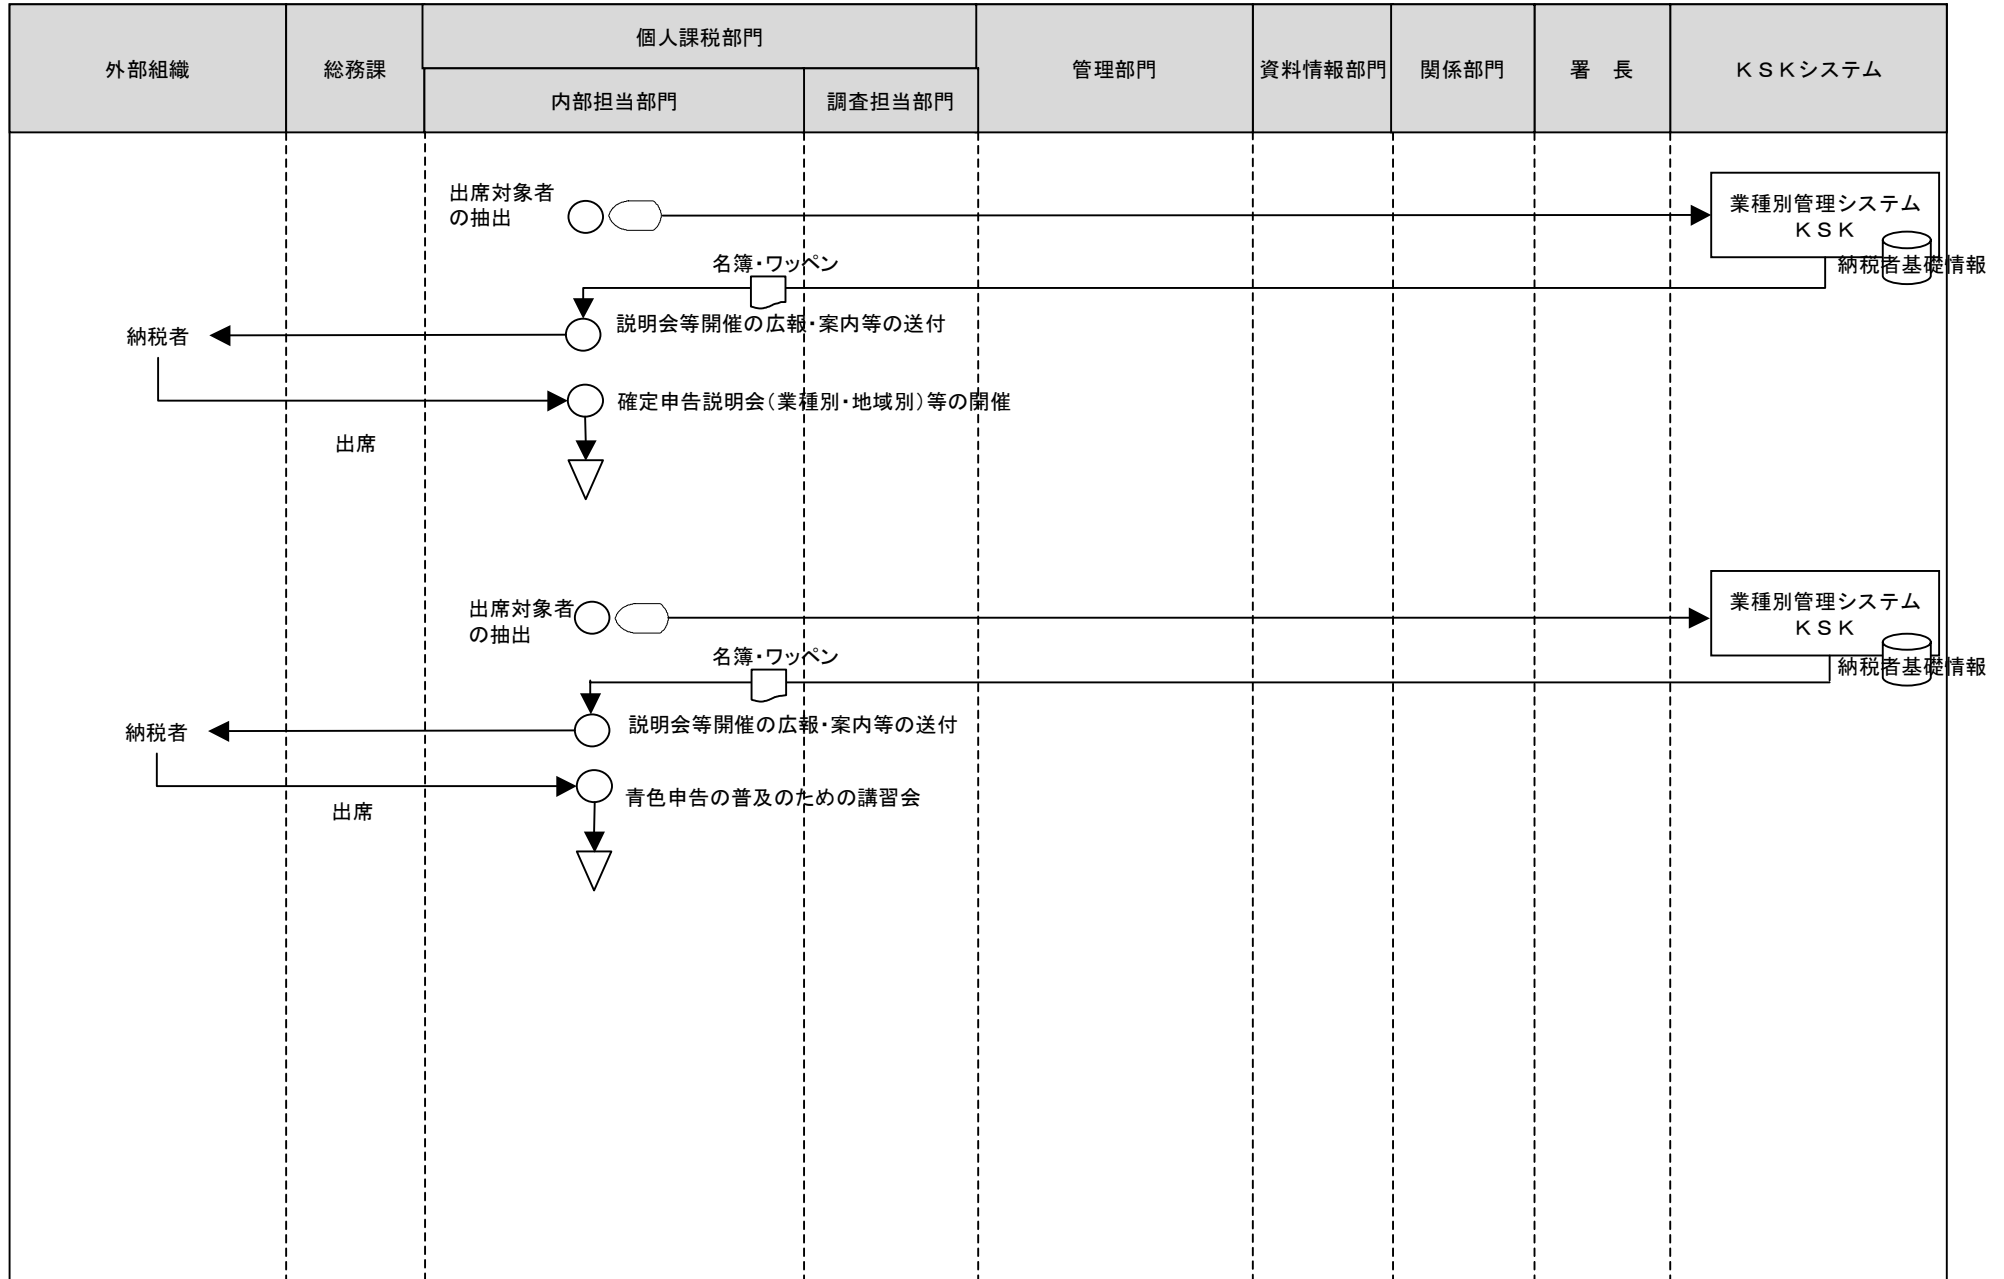 個人課税部門
外部組織
総務課
管理部門
資料情報部門
関係部門
署　長
ＫＳＫシステム
内部担当部門
調査担当部門
出席対象者
の抽出
業種別管理システム
ＫＳＫ
納税者基礎情報
名簿・ワッペン
説明会等開催の広報・案内等の送付
納税者
確定申告説明会（業種別・地域別）等の開催
出席
出席対象者
の抽出
業種別管理システム
ＫＳＫ
納税者基礎情報
名簿・ワッペン
説明会等開催の広報・案内等の送付
納税者
青色申告の普及のための講習会
出席